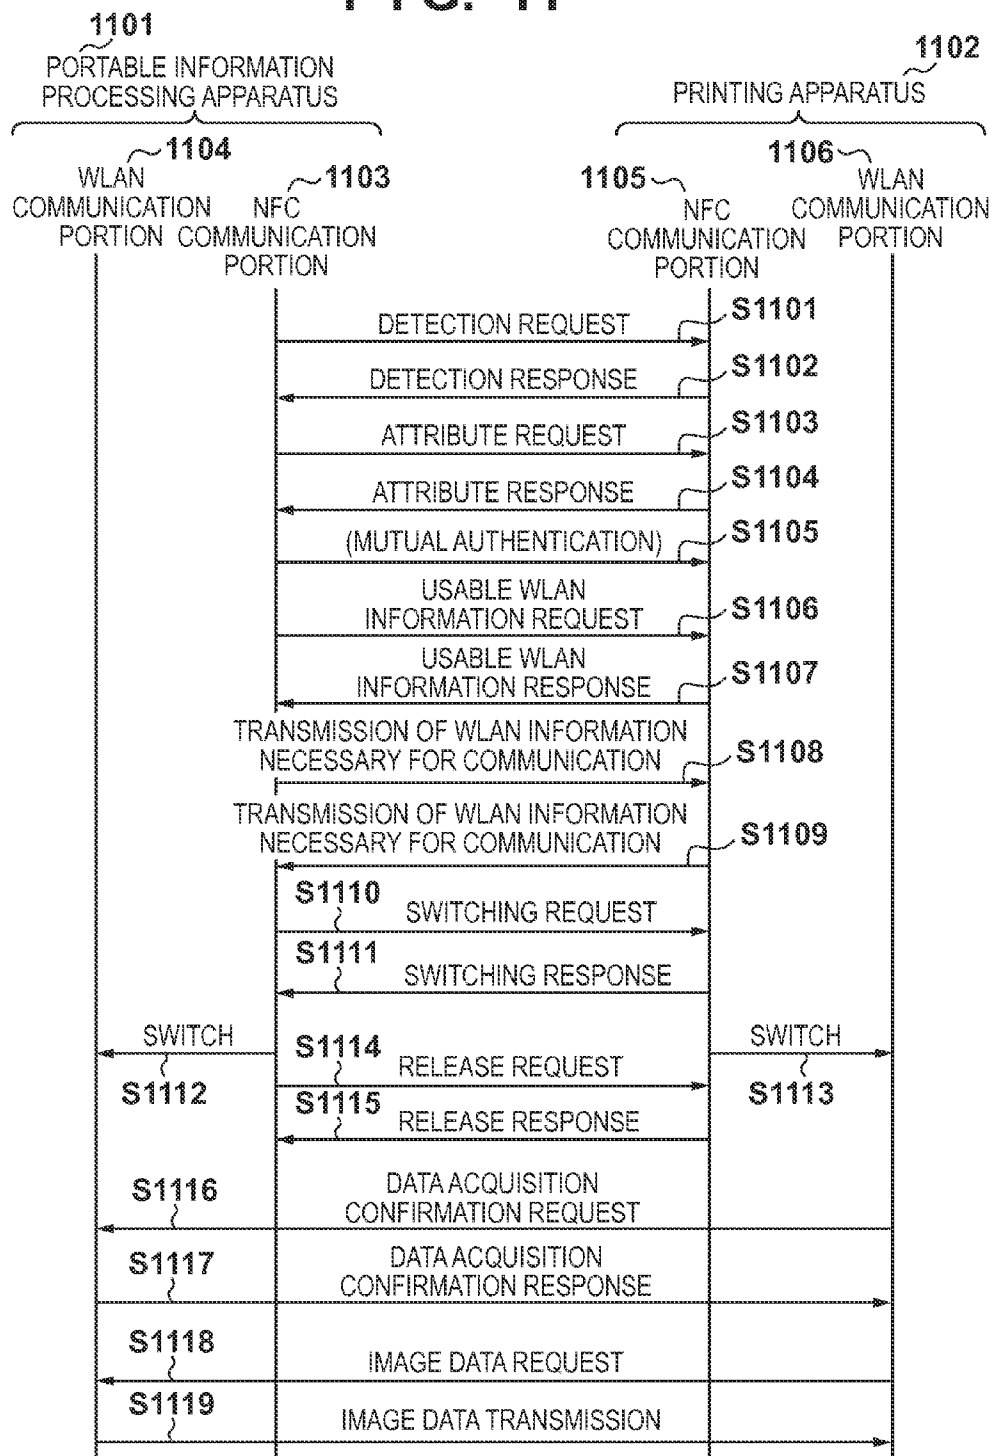 FIG. 11
1101
PORTABLE INFORMATION
PROCESSING APPARATUS
1102
PRINTING APPARATUS
1104
WLAN
COMMUNICATION
PORTION
1103
NFC
COMMUNICATION
PORTION
1105
NFC
COMMUNICATION
PORTION
1106
WLAN
COMMUNICATION
PORTION
DETECTION REQUEST
S1101
DETECTION RESPONSE
S1102
ATTRIBUTE REQUEST
S1103
ATTRIBUTE RESPONSE
S1104
(MUTUAL AUTHENTICATION)
S1105
USABLE WLAN
INFORMATION REQUEST
S1106
USABLE WLAN
INFORMATION RESPONSE
S1107
TRANSMISSION OF WLAN INFORMATION
NECESSARY FOR COMMUNICATION
S1108
TRANSMISSION OF WLAN INFORMATION
NECESSARY FOR COMMUNICATION
S1109
S1110
SWITCHING REQUEST
S1111
SWITCHING RESPONSE
SWITCH
S1112
SWITCH
S1113
S1114
RELEASE REQUEST
S1115
RELEASE RESPONSE
S1116
DATA ACQUISITION
CONFIRMATION REQUEST
S1117
DATA ACQUISITION
CONFIRMATION RESPONSE
S1118
IMAGE DATA REQUEST
S1119
IMAGE DATA TRANSMISSION